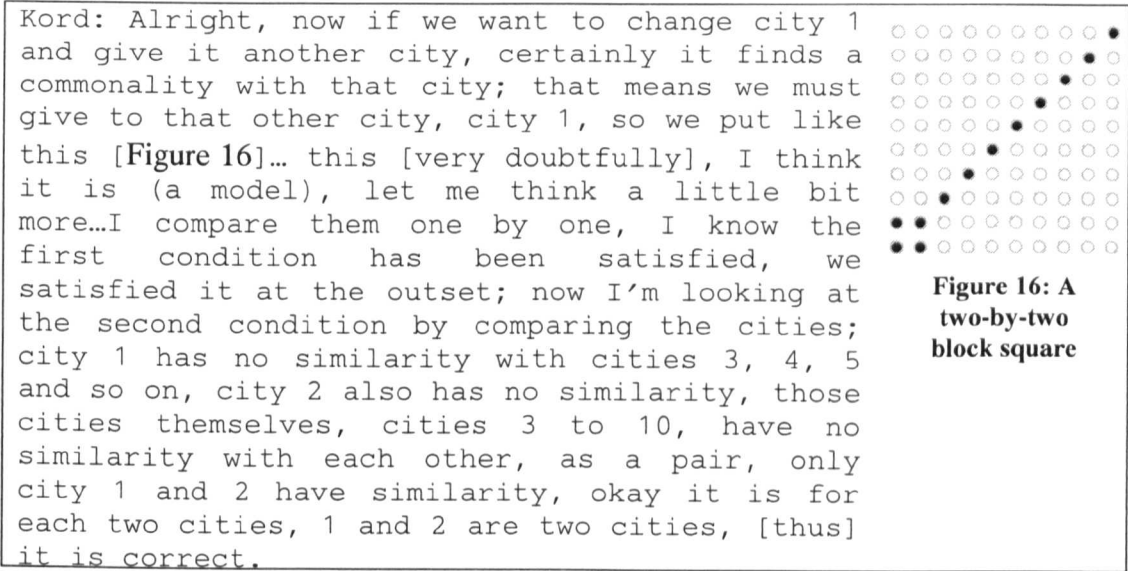 Kord: Alright, now if we want to change city 1
and give it another city, certainly it finds a
commonality with that city; that means we must
give to that other city, city 1, so we put like
this [Figure 16]… this [very doubtfully], I think
it is (a model), let me think a little bit
more…I compare them one by one, I know the
first condition has been satisfied, we
satisfied it at the outset; now I'm looking at
the second condition by comparing the cities;
city 1 has no similarity with cities 3, 4, 5
and so on, city 2 also has no similarity, those
cities themselves, cities 3 to 10, have no
similarity with each other, as a pair, only
city 1 and 2 have similarity, okay it is for
each two cities, 1 and 2 are two cities, [thus]
it is correct.
Figure 16: A
two-by-two
block square